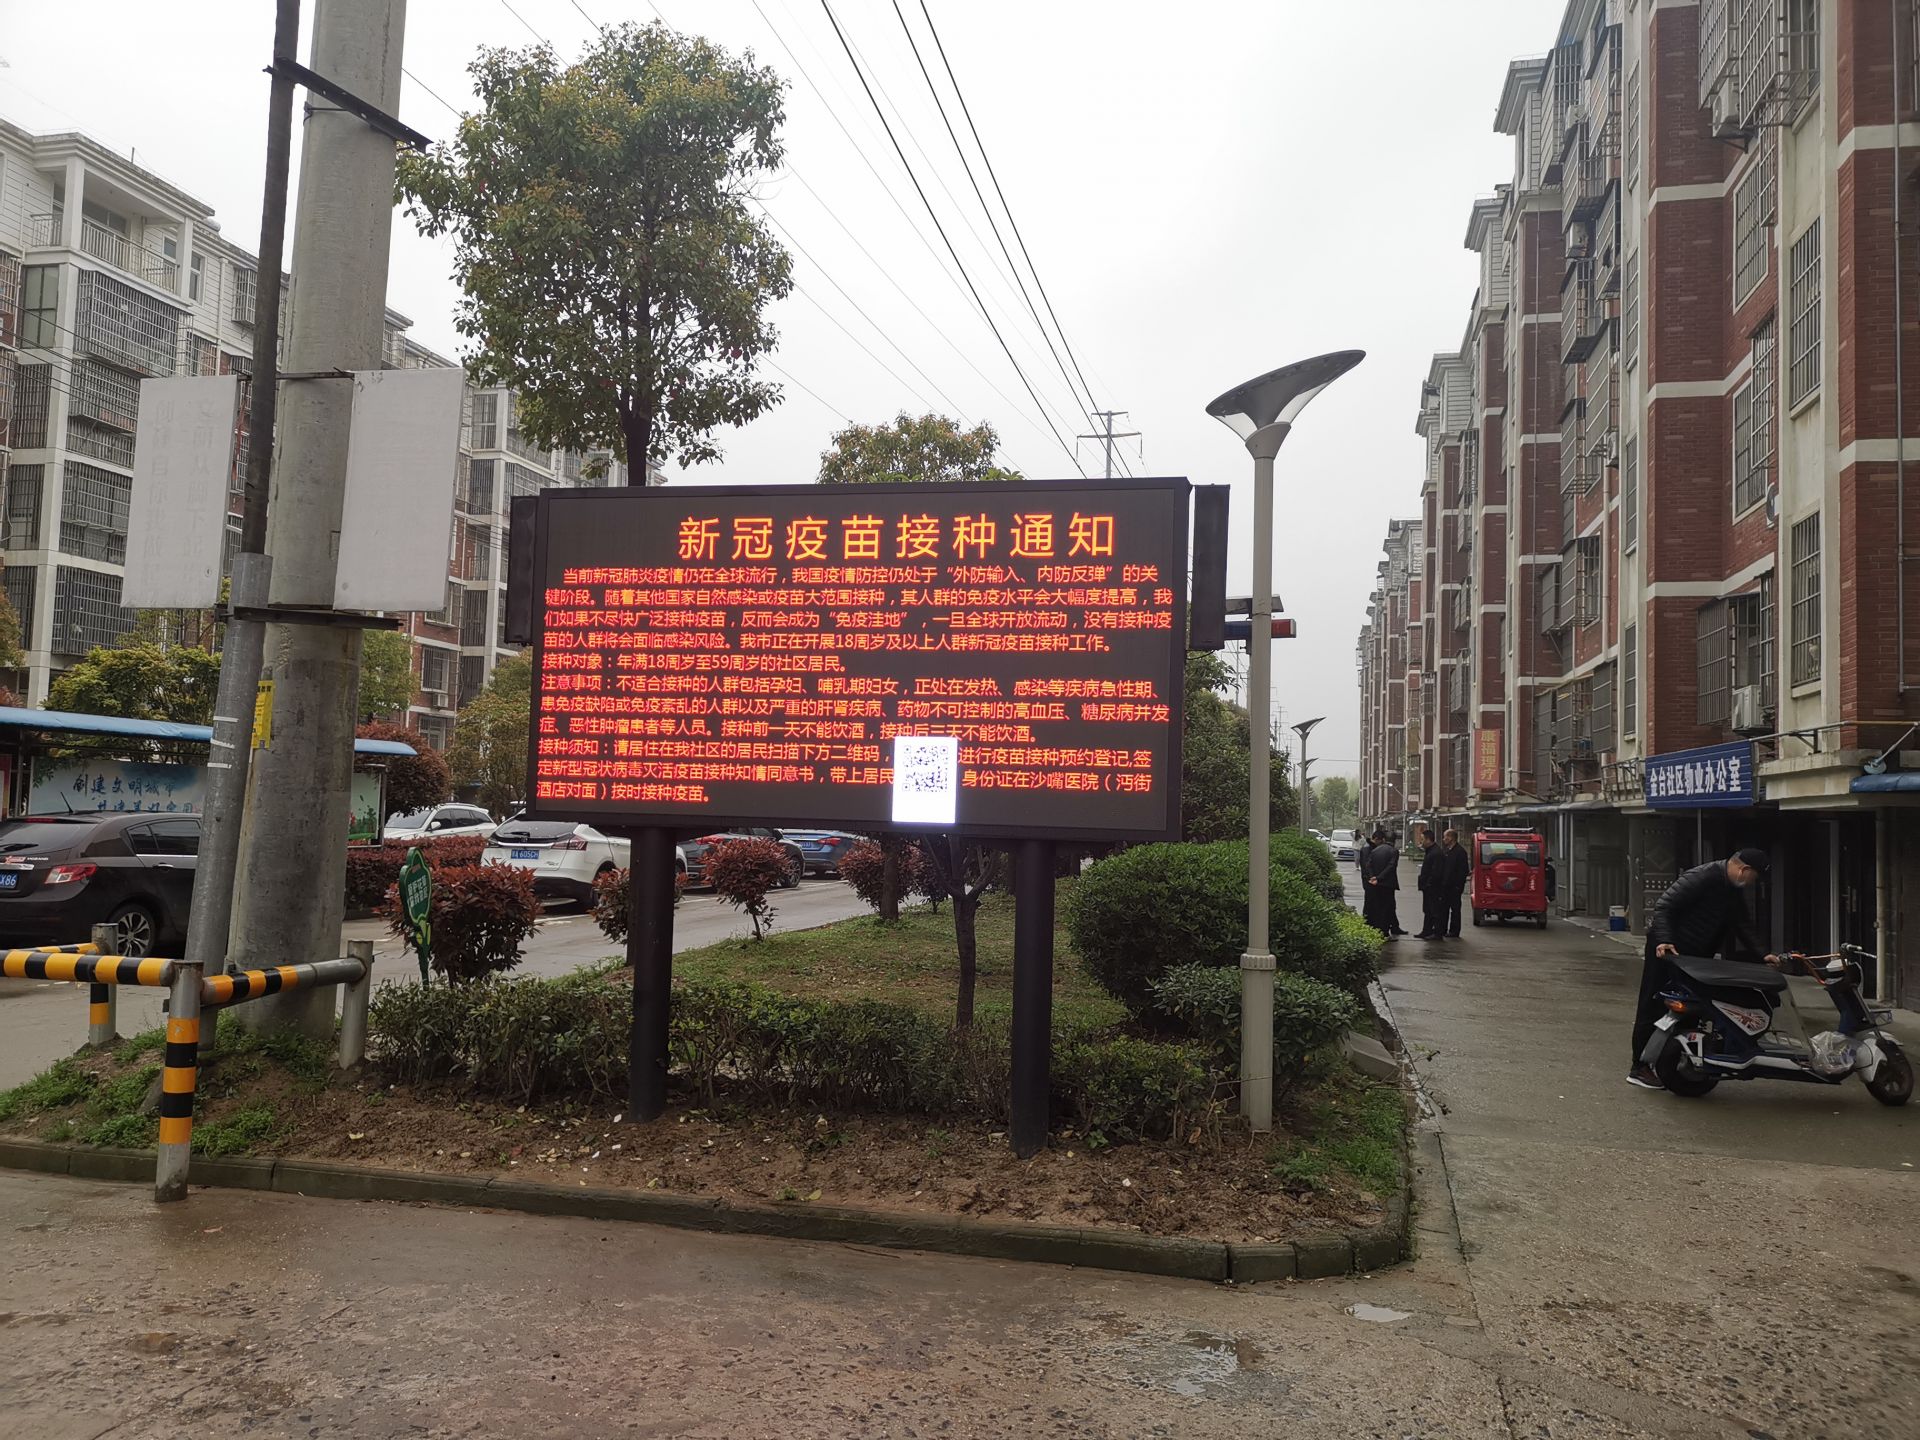 新冠疫苗接种通知
当前新冠肺炎疫情仍在全球流行，我国疫情防控仍处于“外防输入、内防反弹”的关
键阶段。随着其他国家自然感染或疫苗大范围接种，其人群的免疫水平会大幅度提高，我
们如果不尽快广泛接种疫苗，反而会成为“免疫洼地”，一旦全球开放流动，没有接种疫
苗的人群将会面临感染风险。我市正在开展18周岁及以上人群新冠疫苗接种工作。
接种对象：年满18周岁至59周岁的社区居民。
注意事项：不适合接种的人群包括孕妇、哺乳期妇女，正处在发热、感染等疾病急性期、
患免疫缺陷或免疫紊乱的人群以及严重的肝肾疾病、药物不可控制的高血压、糖尿病并发
症、恶性肿瘤患者等人员。接种前一天不能饮酒，接种后三天不能饮酒。
接种须知：请居住在我社区的居民扫描下方二维码，进行疫苗接种预约登记,签
定新型冠状病毒灭活疫苗接种知情同意书，带上居民身份证在沙嘴医院（沔街
酒店对面）按时接种疫苗。
康福理疗
金台社区物业办公室
创建文明城市
605CH
X86